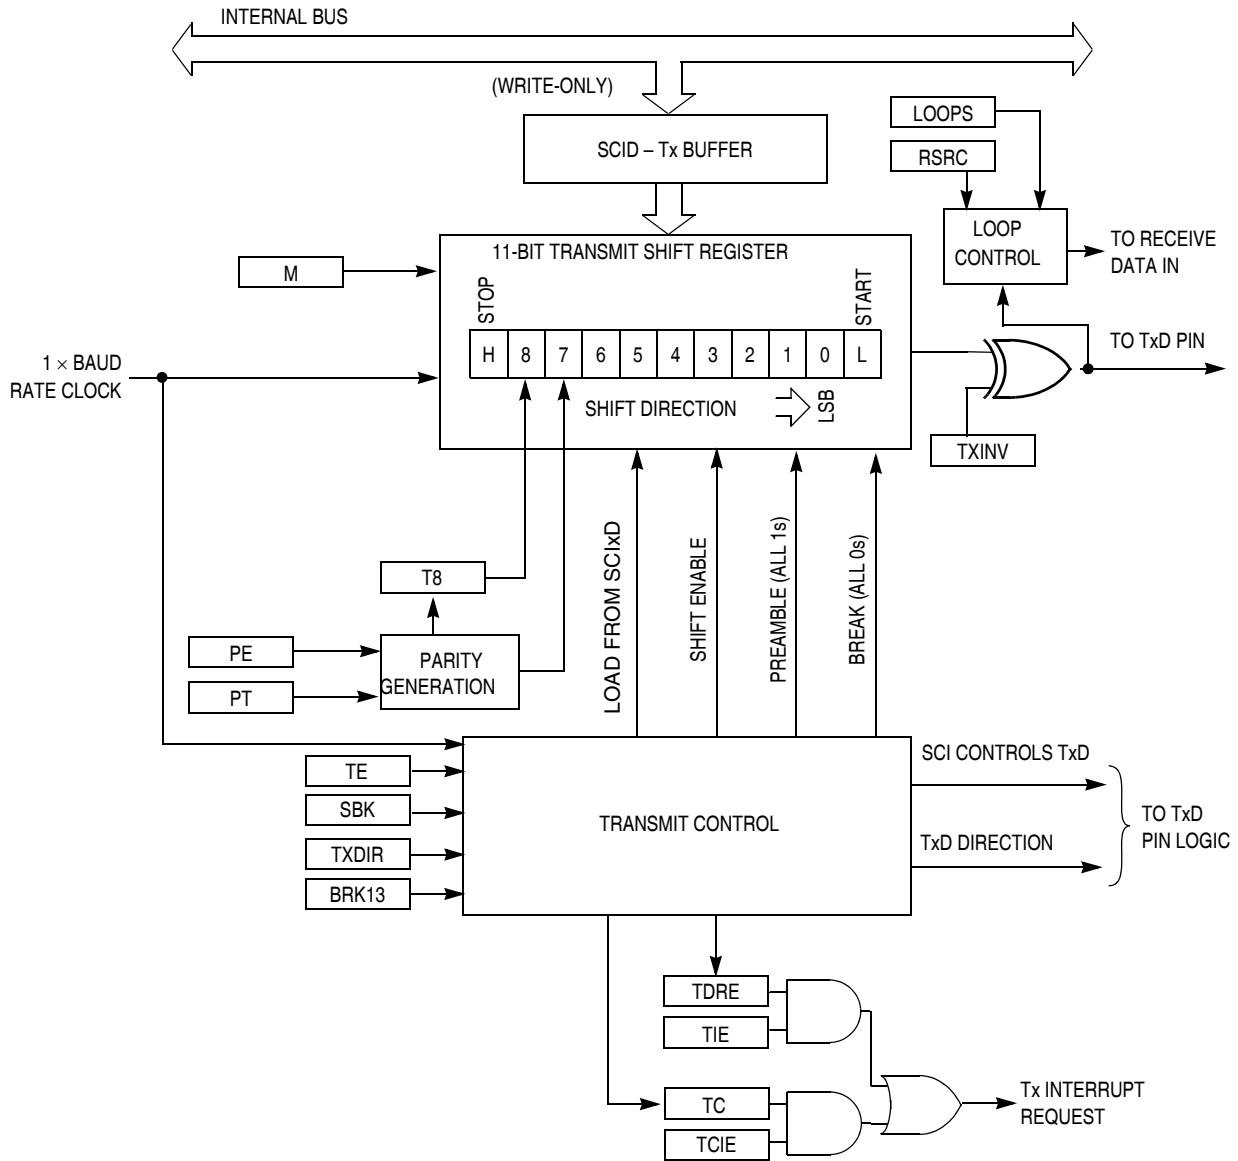 INTERNAL BUS
(WRITE-ONLY)
SCID – Tx BUFFER
LOOPS
RSRC
LOOP
CONTROL
TO RECEIVE
DATA IN
11-BIT TRANSMIT SHIFT REGISTER
M
STOP
START
H 8 7 6 5 4 3 2 1 0 L
1 × BAUD
RATE CLOCK
SHIFT DIRECTION
LSB
TO TxD PIN
TXINV
LOAD FROM SCIxD
SHIFT ENABLE
PREAMBLE (ALL 1s)
BREAK (ALL 0s)
T8
PE
PT
PARITY
GENERATION
TE
SBK
TXDIR
BRK13
TRANSMIT CONTROL
SCI CONTROLS TxD
TxD DIRECTION
TO TxD
PIN LOGIC
TDRE
TIE
TC
TCIE
Tx INTERRUPT
REQUEST